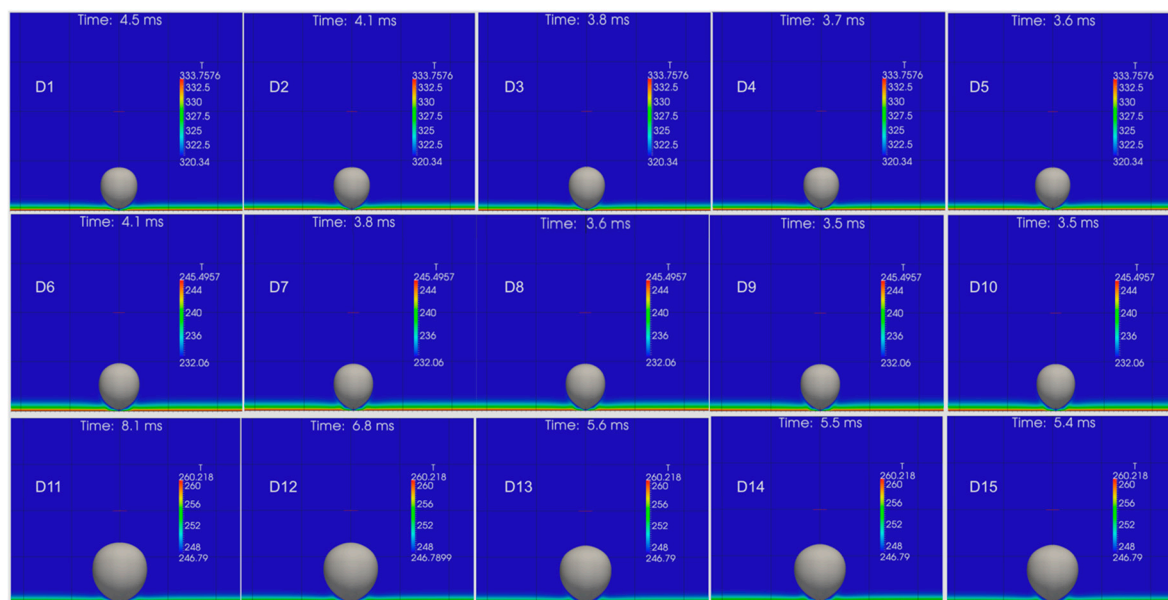 Time: 4.5 ms
D1
T
333.7576
332.5
330
327.5
325
322.5
320.34
Time: 4.1 ms
D2
T
333.7576
332.5
330
327.5
325
322.5
320.34
Time: 3.8 ms
D3
T
333.7576
332.5
330
327.5
325
322.5
320.34
Time: 3.7 ms
D4
T
333.7576
332.5
330
327.5
325
322.5
320.34
Time: 3.6 ms
D5
T
333.7576
332.5
330
327.5
325
322.5
320.34
Time: 4.1 ms
D6
T
245.4957
244
240
236
232.06
Time: 3.8 ms
D7
T
245.4957
244
240
236
232.06
Time: 3.6 ms
D8
T
245.4957
244
240
236
232.06
Time: 3.5 ms
D9
T
245.4957
244
240
236
232.06
Time: 3.5 ms
D10
T
245.4957
244
240
236
232.06
Time: 8.1 ms
D11
T
260.218
260
256
252
248
246.79
Time: 6.8 ms
D12
T
260.218
260
256
252
248
246.7899
Time: 5.6 ms
D13
T
260.218
260
256
252
248
246.79
Time: 5.5 ms
D14
T
260.218
260
256
252
248
246.79
Time: 5.4 ms
D15
T
260.218
260
256
252
248
246.79